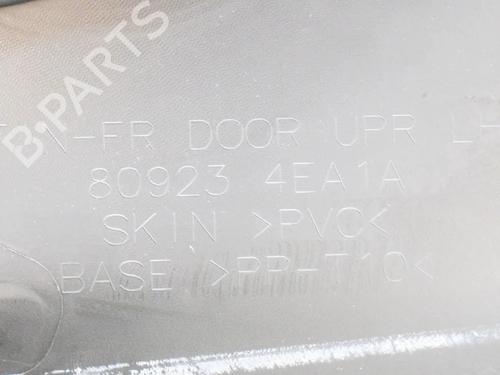 B-PARTS
N-FR DOOR UPR LH
80923 4EA1A
SKIN >PVC<
BASE >PP-T10<